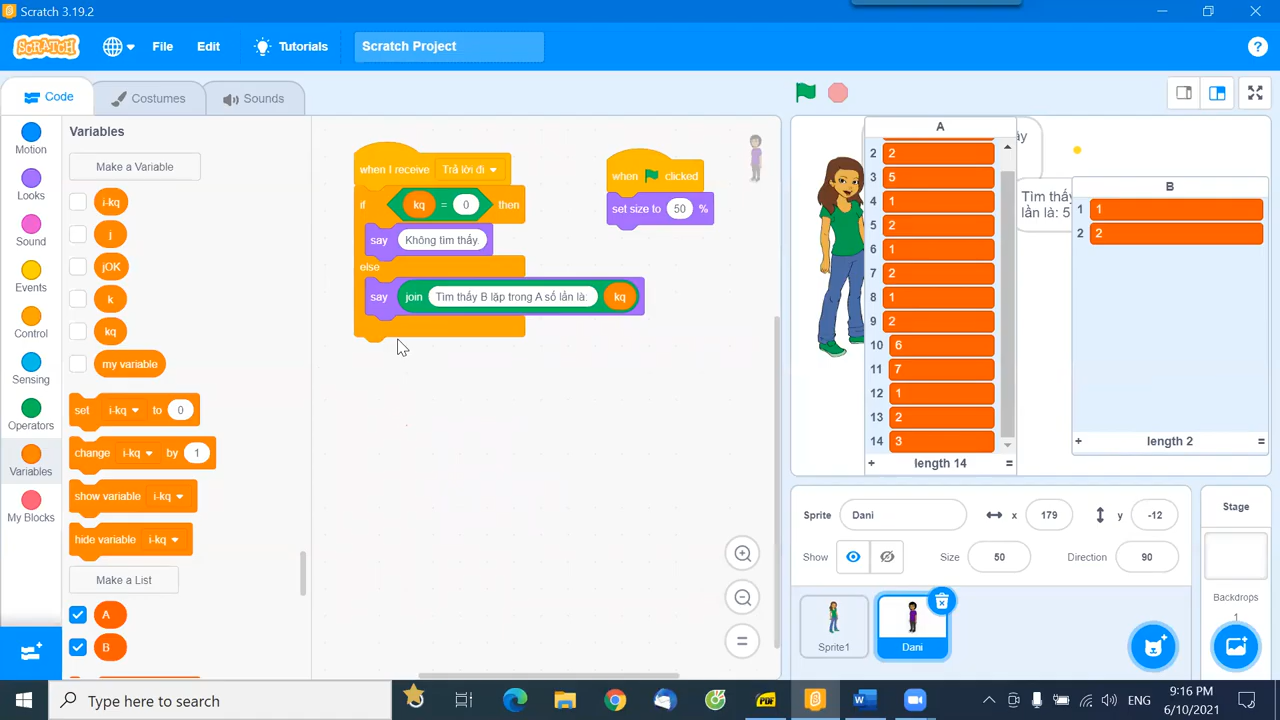 Scratch 3.19.2
SCRATCH
File
Edit
Tutorials
Scratch Project
?
Code
Costumes
Sounds
Motion
Looks
Sound
Events
Control
Sensing
Operators
Variables
My Blocks
Variables
Make a Variable
i-kq
j
jOK
k
kq
my variable
set i-kq to 0
change i-kq by 1
show variable i-kq
hide variable i-kq
Make a List
A
B
when I receive Trả lời đi
if kq = 0 then
say Không tìm thấy.
else
say join Tìm thấy B lặp trong A số lần là: kq
when clicked
set size to 50 %
A
2 2
3 5
4 1
5 2
6 1
7 2
8 1
9 2
10 6
11 7
12 1
13 2
14 3
+ length 14 =
Tìm thấy
lần là: 5
B
1 1
2 2
+ length 2 =
Sprite Dani x 179 y -12
Show Size 50 Direction 90
Sprite1
Dani
Stage
Backdrops
1
Type here to search
ENG
9:16 PM
6/10/2021